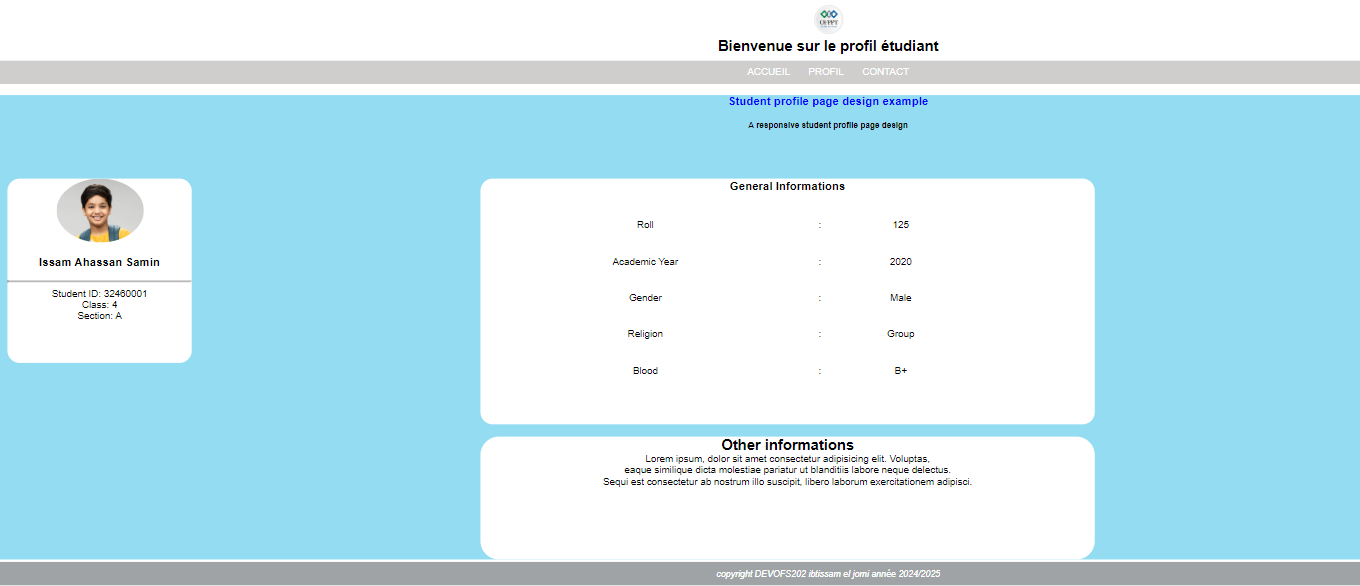 OFPPT
Bienvenue sur le profil étudiant
ACCUEIL PROFIL CONTACT
Student profile page design example
A responsive student profile page design
Issam Ahassan Samin
Student ID: 32460001
Class: 4
Section: A
General Informations
Roll : 125
Academic Year : 2020
Gender : Male
Religion : Group
Blood : B+
Other informations
Lorem ipsum, dolor sit amet consectetur adipisicing elit. Voluptas,
eaque similique dicta molestiae pariatur ut blanditiis labore neque delectus.
Sequi est consectetur ab nostrum illo suscipit, libero laborum exercitationem adipisci.
copyright DEVOFS202 ibtissam el jomi année 2024/2025